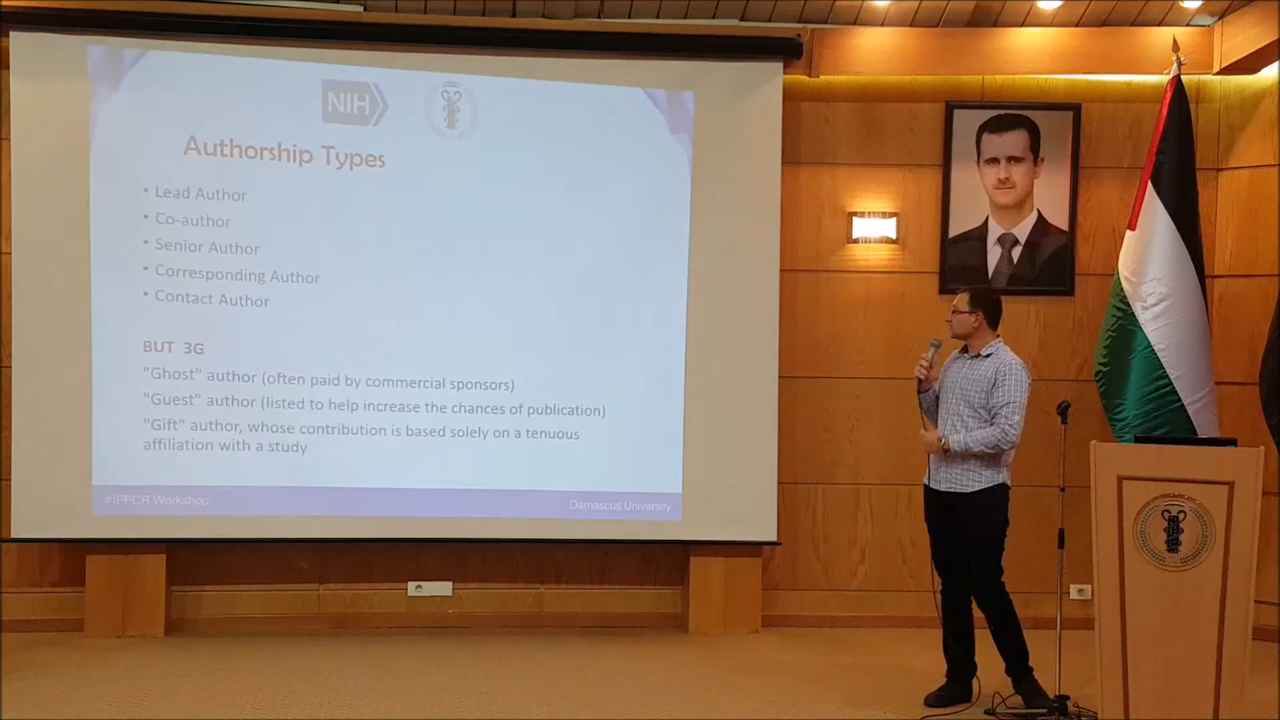 NIH
Authorship Types
• Lead Author
• Co-author
• Senior Author
• Corresponding Author
• Contact Author
BUT 3G
"Ghost" author (often paid by commercial sponsors)
"Guest" author (listed to help increase the chances of publication)
"Gift" author, whose contribution is based solely on a tenuous
affiliation with a study
#IPPCR Workshop
Damascus University